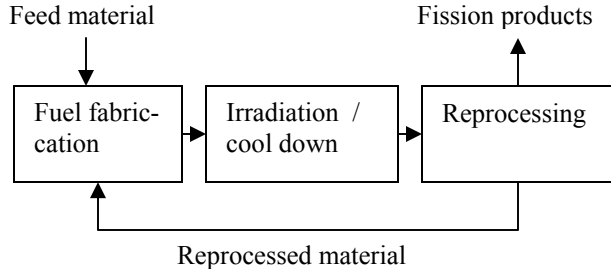 Feed material
Fission products
Fuel fabric-
cation
Irradiation /
cool down
Reprocessing
Reprocessed material